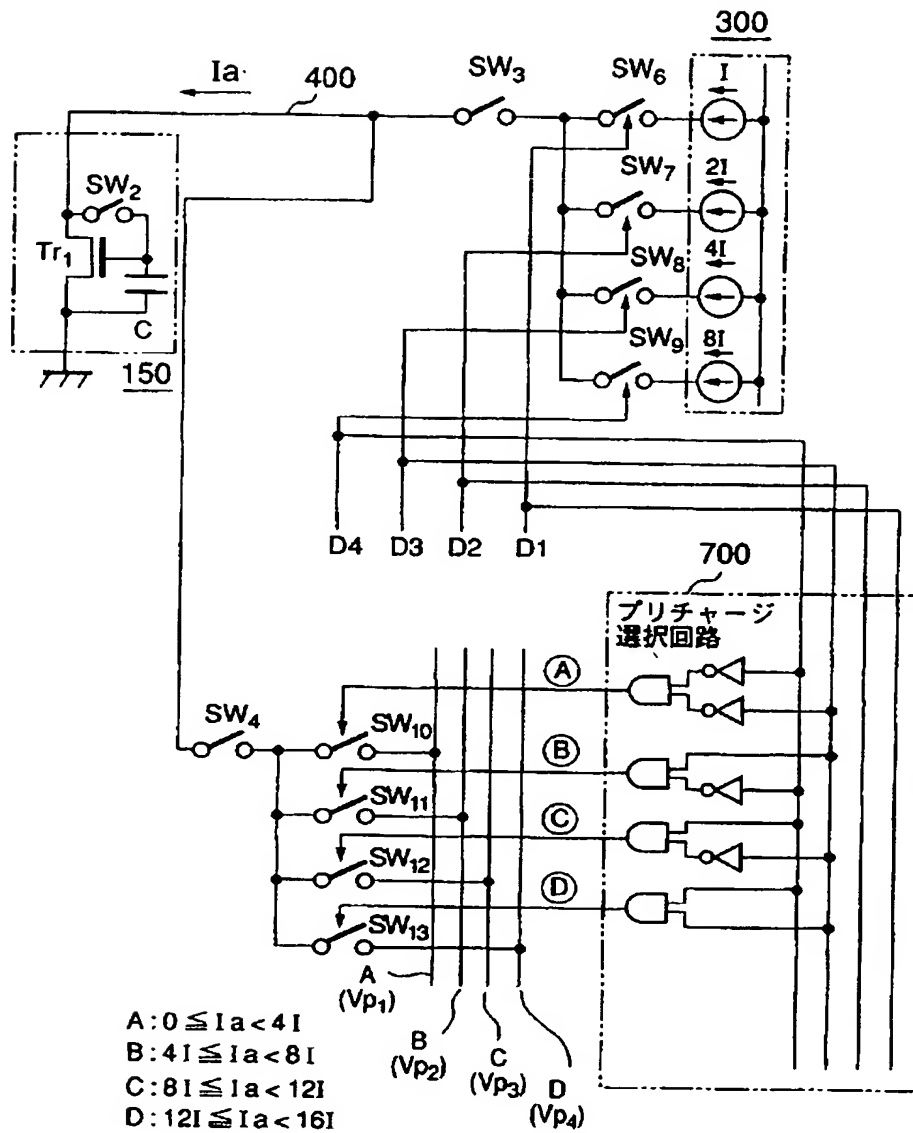 300
Ia
400
SW3
SW6
I
SW2
Tr1
C
150
SW7
2I
SW8
4I
SW9
8I
D4 D3 D2 D1
700
プリチャージ
選択回路
A
SW4
SW10
B
SW11
C
SW12
D
SW13
A
(Vp1)
B
(Vp2)
C
(Vp3)
D
(Vp4)
A:0≦Ia<4I
B:4I≦Ia<8I
C:8I≦Ia<12I
D:12I≦Ia<16I